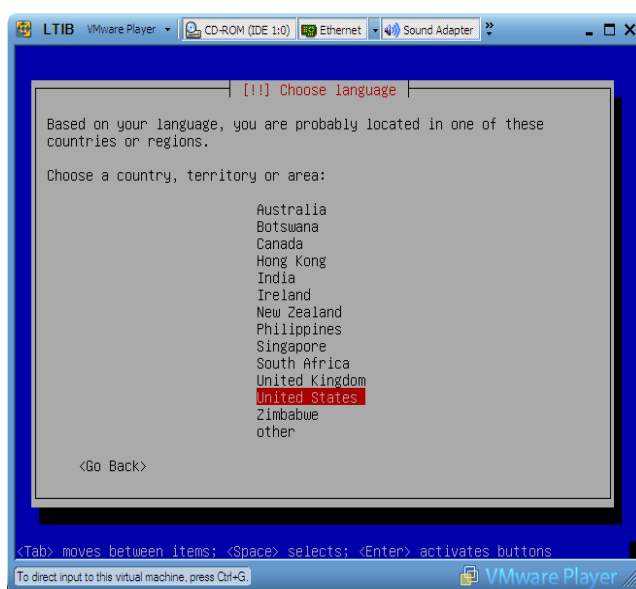 LTIB VMware Player CD-ROM (IDE 1:0) Ethernet Sound Adapter
[!!] Choose language
Based on your language, you are probably located in one of these
countries or regions.
Choose a country, territory or area:
Australia
Botswana
Canada
Hong Kong
India
Ireland
New Zealand
Philippines
Singapore
South Africa
United Kingdom
United States
Zimbabwe
other
<Go Back>
<Tab> moves between items; <Space> selects; <Enter> activates buttons
To direct input to this virtual machine, press Ctrl+G. VMware Player